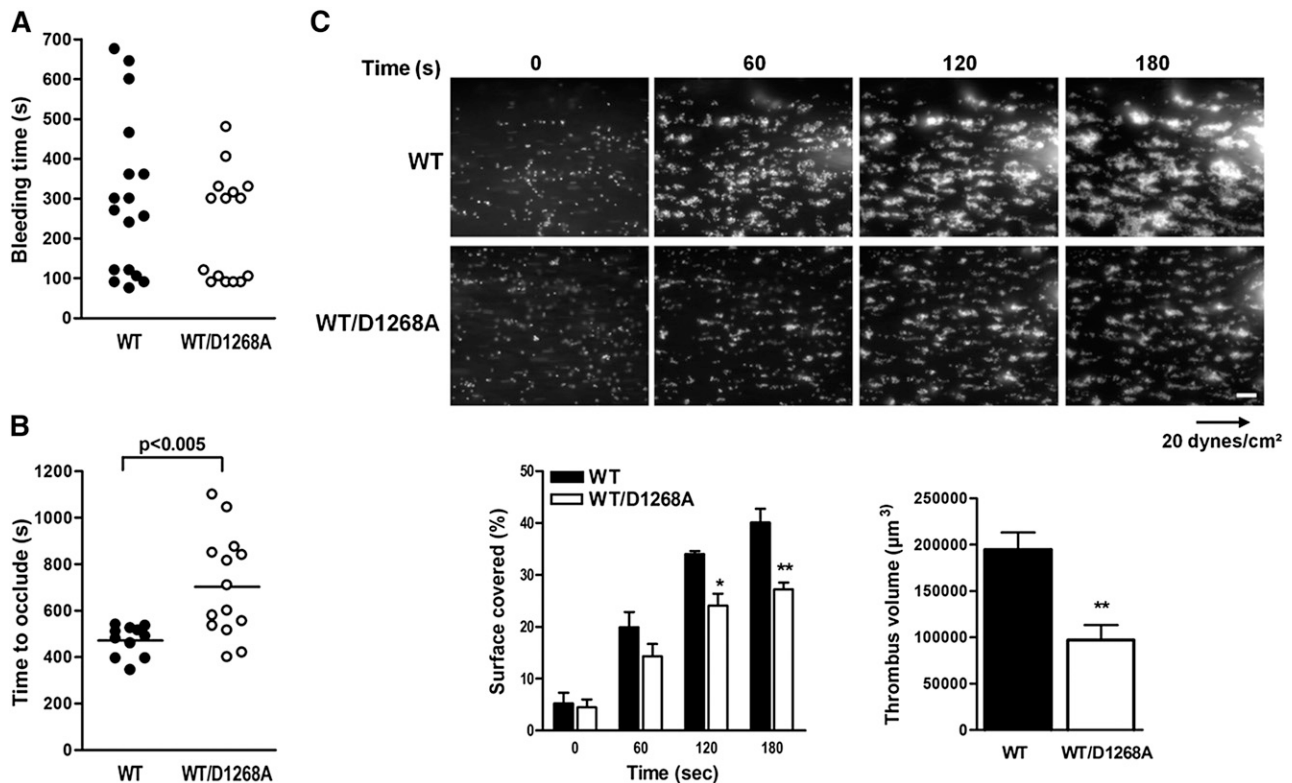 A
700
600
500
400
300
200
100
0
Bleeding time (s)
WT WT/D1268A
B
p<0.005
1200
1000
800
600
400
200
0
Time to occlude (s)
WT WT/D1268A
C
Time (s) 0 60 120 180
WT
WT/D1268A
20 dynes/cm²
50
40
30
20
10
0
Surface covered (%)
WT
WT/D1268A
*
**
0 60 120 180
Time (sec)
250000
200000
150000
100000
50000
0
Thrombus volume (µm³)
**
WT WT/D1268A